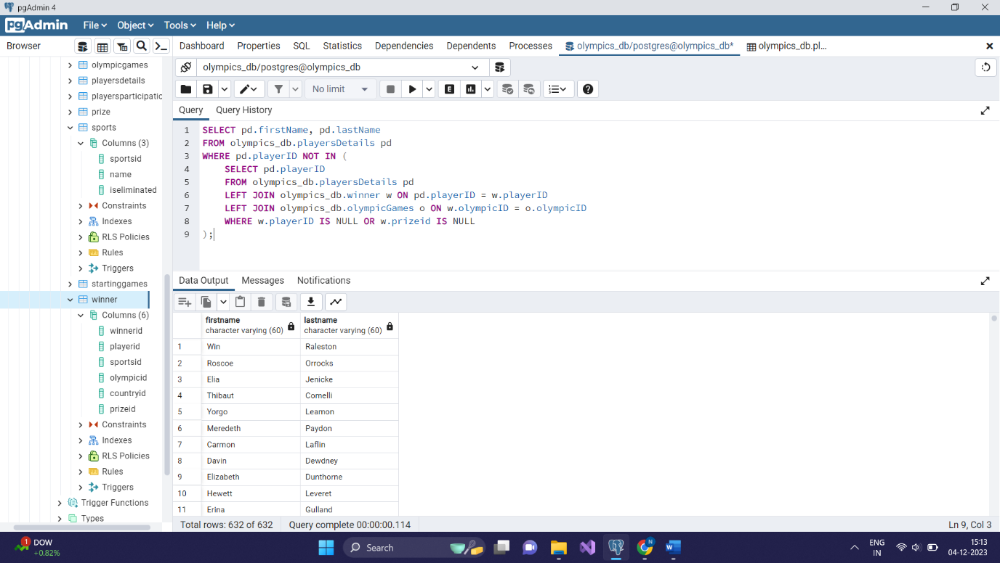 pgAdmin 4
pgAdmin File Object Tools Help
Browser
Dashboard Properties SQL Statistics Dependencies Dependents Processes olympics_db/postgres@olympics_db* olympics_db.pl...
olympicgames
playersdetails
playersparticipatic
prize
sports
Columns (3)
sportsid
name
iseliminated
Constraints
Indexes
RLS Policies
Rules
Triggers
startinggames
winner
Columns (6)
winnerid
playerid
sportsid
olympicid
countryid
prizeid
Constraints
Indexes
RLS Policies
Rules
Triggers
Trigger Functions
Types
olympics_db/postgres@olympics_db
No limit
E
Query Query History
1 SELECT pd.firstName, pd.lastName
2 FROM olympics_db.playersDetails pd
3 WHERE pd.playerID NOT IN (
4 SELECT pd.playerID
5 FROM olympics_db.playersDetails pd
6 LEFT JOIN olympics_db.winner w ON pd.playerID = w.playerID
7 LEFT JOIN olympics_db.olympicGames o ON w.olympicID = o.olympicID
8 WHERE w.playerID IS NULL OR w.prizeid IS NULL
9 );
Data Output Messages Notifications
firstname lastname
character varying (60) character varying (60)
1 Win Raleston
2 Roscoe Orrocks
3 Elia Jenicke
4 Thibaut Comelli
5 Yorgo Leamon
6 Meredeth Paydon
7 Carmon Laflin
8 Davin Dewdney
9 Elizabeth Dunthorne
10 Hewett Leveret
11 Erina Gulland
Total rows: 632 of 632 Query complete 00:00:00.114 Ln 9, Col 3
1 DOW
+0.82%
Search
N
W
ENG
IN
15:13
04-12-2023